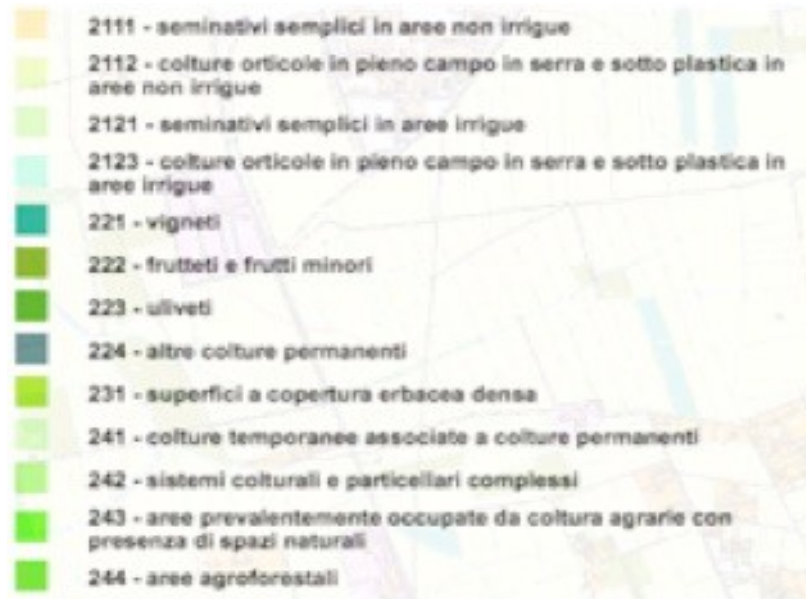 2111 - seminativi semplici in aree non irrigue
2112 - colture orticole in pieno campo in serra e sotto plastica in
aree non irrigue
2121 - seminativi semplici in aree irrigue
2123 - colture orticole in pieno campo in serra e sotto plastica in
aree irrigue
221 - vigneti
222 - frutteti e frutti minori
223 - uliveti
224 - altre colture permanenti
231 - superfici a copertura erbacea densa
241 - colture temporanee associate a colture permanenti
242 - sistemi colturali e particellari complessi
243 - aree prevalentemente occupate da coltura agrarie con
presenza di spazi naturali
244 - aree agroforestali